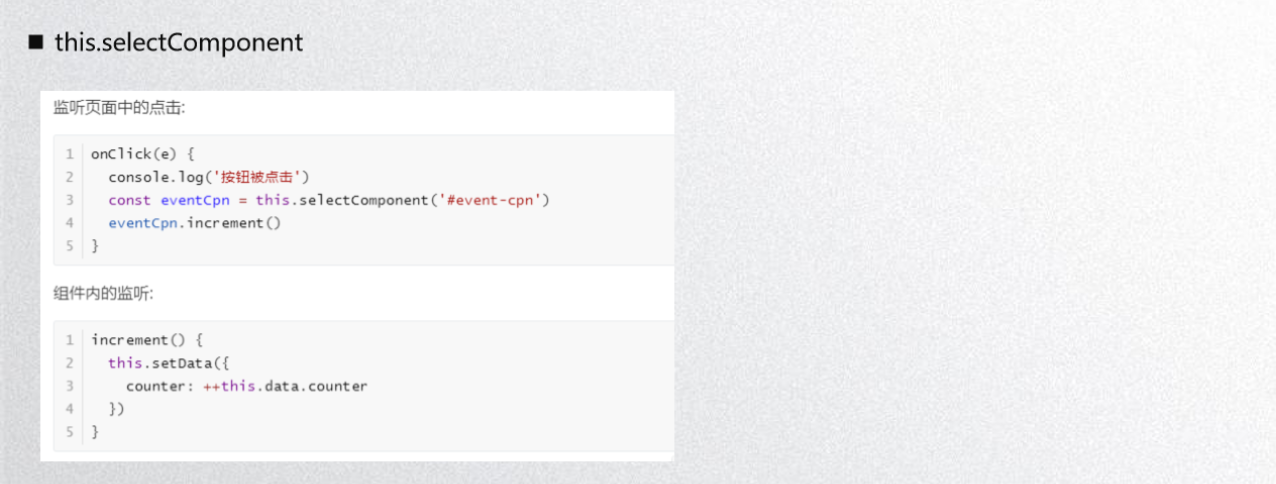 ■ this.selectComponent
监听页面中的点击:
1 onClick(e) {
2   console.log('按钮被点击')
3   const eventCpn = this.selectComponent('#event-cpn')
4   eventCpn.increment()
5 }
组件内的监听:
1 increment() {
2   this.setData({
3     counter: ++this.data.counter
4   })
5 }